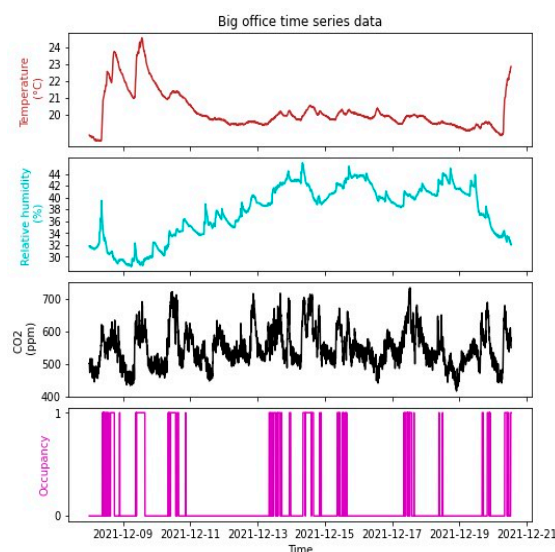 Big office time series data
Temperature
(°C)
24
23
22
21
20
Relative humidity
(%)
44
42
40
38
36
34
32
30
CO2
(ppm)
700
600
500
400
Occupancy
1
0
2021-12-09 2021-12-11 2021-12-13 2021-12-15 2021-12-17 2021-12-19 2021-12-21
Time